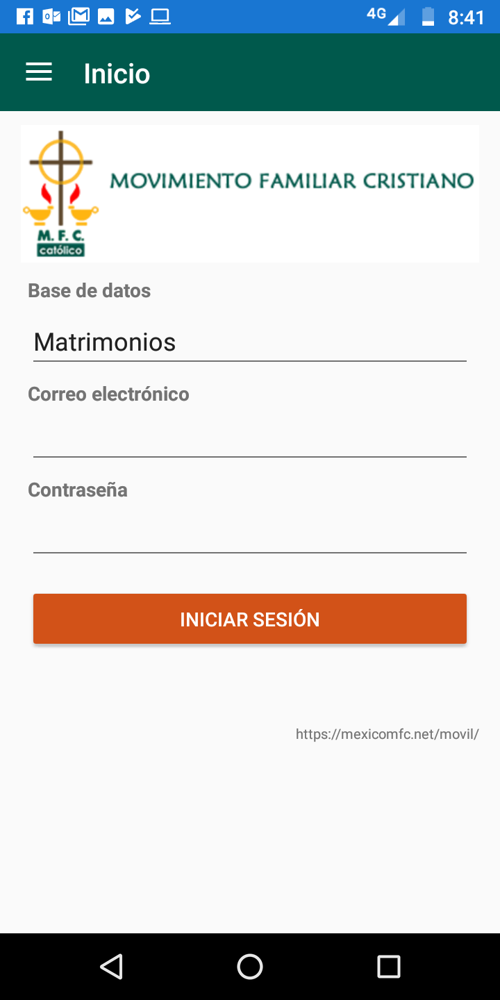 4G 8:41
Inicio
MOVIMIENTO FAMILIAR CRISTIANO
M. F. C.
católico
Base de datos
Matrimonios
Correo electrónico
Contraseña
INICIAR SESIÓN
https://mexicomfc.net/movil/